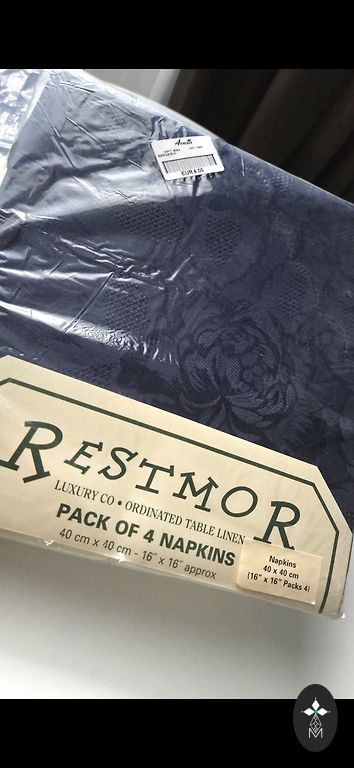 EUR 4.00
RESTMOR
LUXURY CO • ORDINATED TABLE LINEN
PACK OF 4 NAPKINS
40 cm x 40 cm - 16" x 16" approx
Napkins
40 x 40 cm
(16" x 16" Packs 4)
M